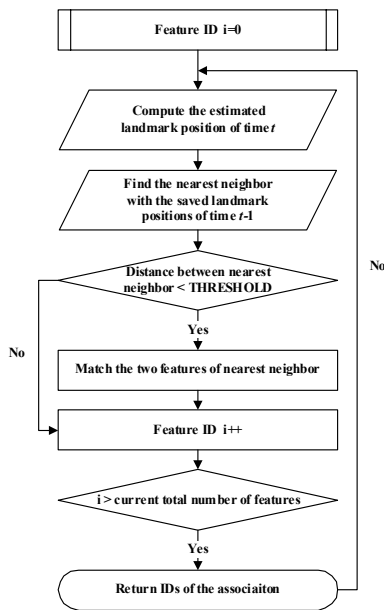 Feature ID i=0
Compute the estimated
landmark position of time t
Find the nearest neighbor
with the saved landmark
positions of time t-1
Distance between nearest
neighbor < THRESHOLD
No
No
Yes
Match the two features of nearest neighbor
Feature ID i++
i > current total number of features
Yes
Return IDs of the associaiton